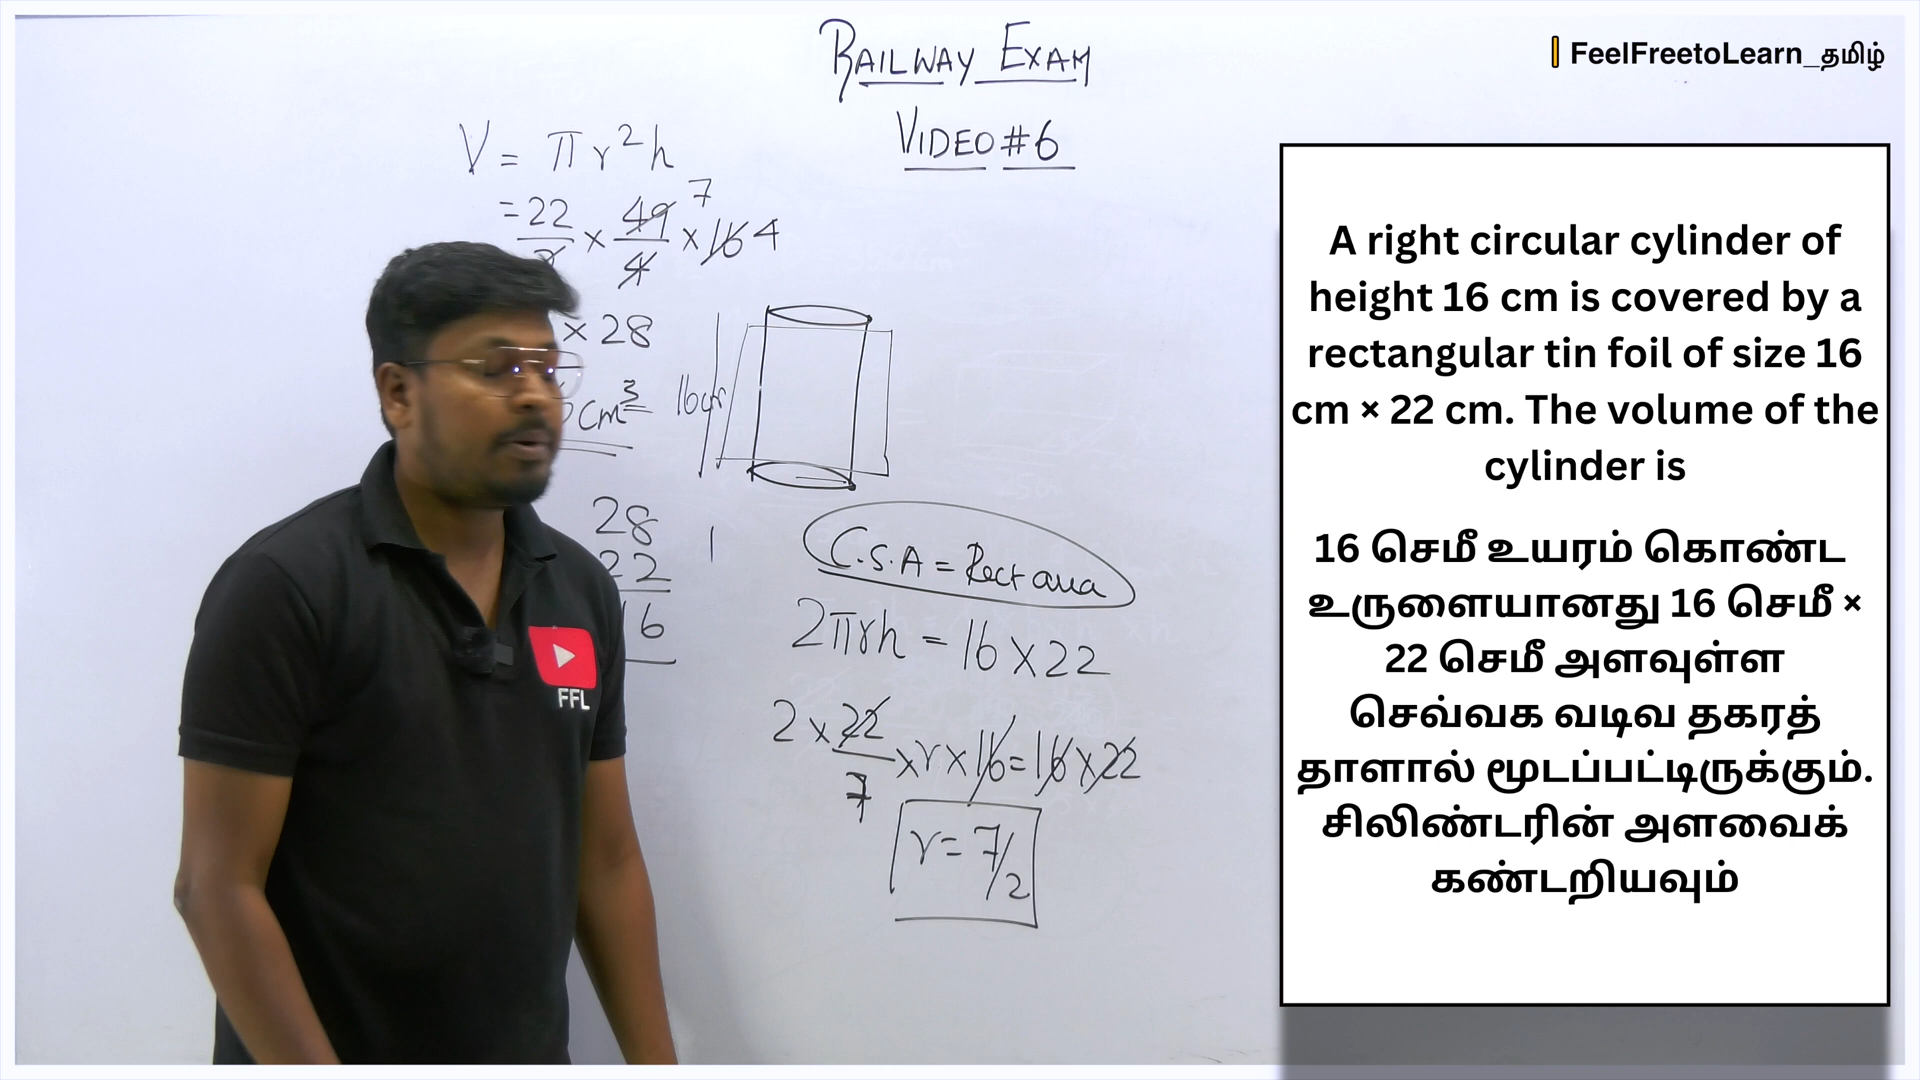 RAILWAY EXAM
VIDEO #6
FeelFreetoLearn_தமிழ்
V = πr²h
= 22 × 49/4 × 16 7 4
× 28
cm³
16cm
28
22
1
16
C.S.A = Rect area
2πrh = 16 × 22
2 × 22/7 × r × 16 = 16 × 22
r = 7/2
FFL
A right circular cylinder of
height 16 cm is covered by a
rectangular tin foil of size 16
cm × 22 cm. The volume of the
cylinder is
16 செமீ உயரம் கொண்ட
உருளையானது 16 செமீ ×
22 செமீ அளவுள்ள
செவ்வக வடிவ தகரத்
தாளால் மூடப்பட்டிருக்கும்.
சிலிண்டரின் அளவைக்
கண்டறியவும்